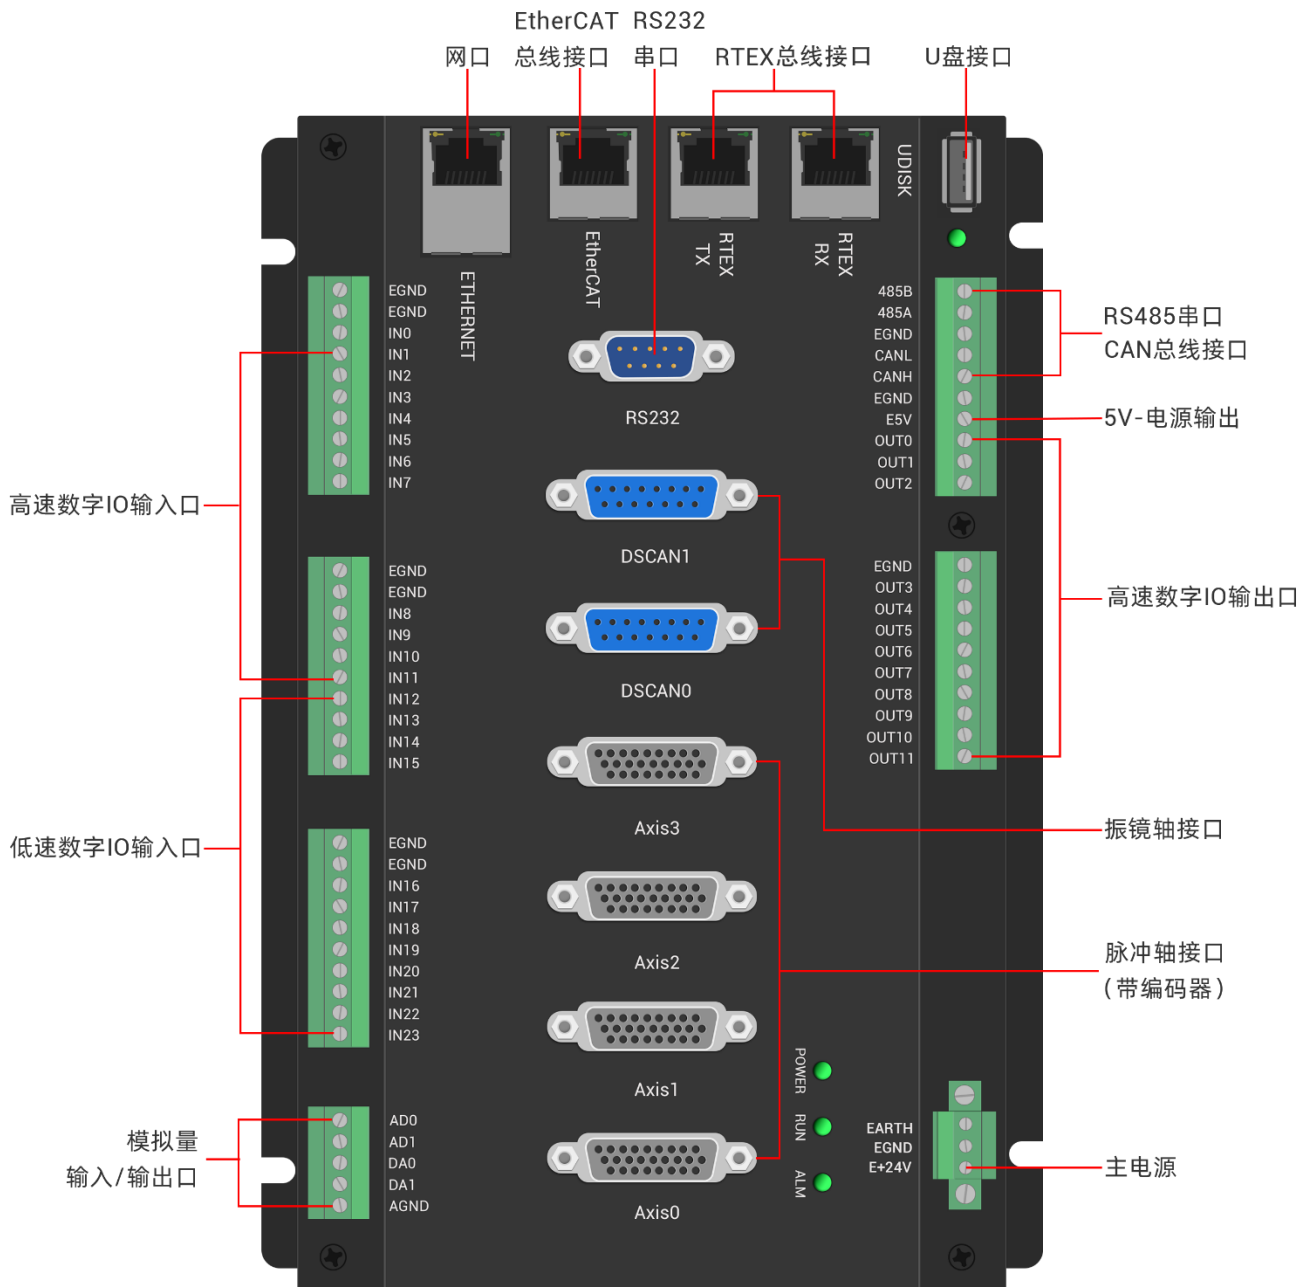 EtherCAT
总线接口
RS232
串口
网口
RTEX总线接口
U盘接口
ETHERNET
EtherCAT
RTEX
TX
RTEX
RX
UDISK
EGND
EGND
IN0
IN1
IN2
IN3
IN4
IN5
IN6
IN7
高速数字IO输入口
EGND
EGND
IN8
IN9
IN10
IN11
IN12
IN13
IN14
IN15
低速数字IO输入口
EGND
EGND
IN16
IN17
IN18
IN19
IN20
IN21
IN22
IN23
模拟量
输入/输出口
AD0
AD1
DA0
DA1
AGND
RS232
DSCAN1
DSCAN0
Axis3
Axis2
Axis1
Axis0
POWER
RUN
ALM
485B
485A
EGND
CANL
CANH
EGND
E5V
OUT0
OUT1
OUT2
RS485串口
CAN总线接口
5V-电源输出
EGND
OUT3
OUT4
OUT5
OUT6
OUT7
OUT8
OUT9
OUT10
OUT11
高速数字IO输出口
振镜轴接口
脉冲轴接口
(带编码器)
EARTH
EGND
E+24V
主电源